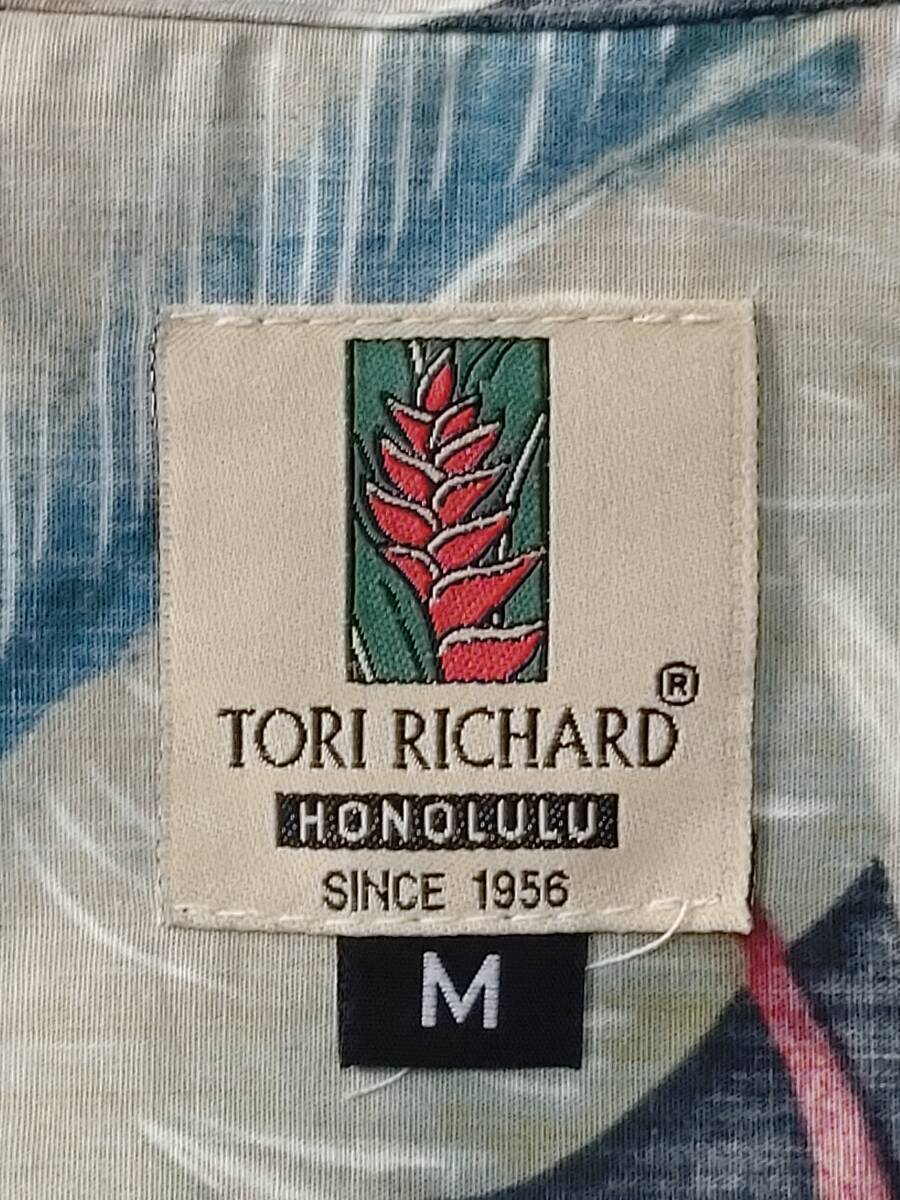 TORI RICHARD®
HONOLULU
SINCE 1956
M